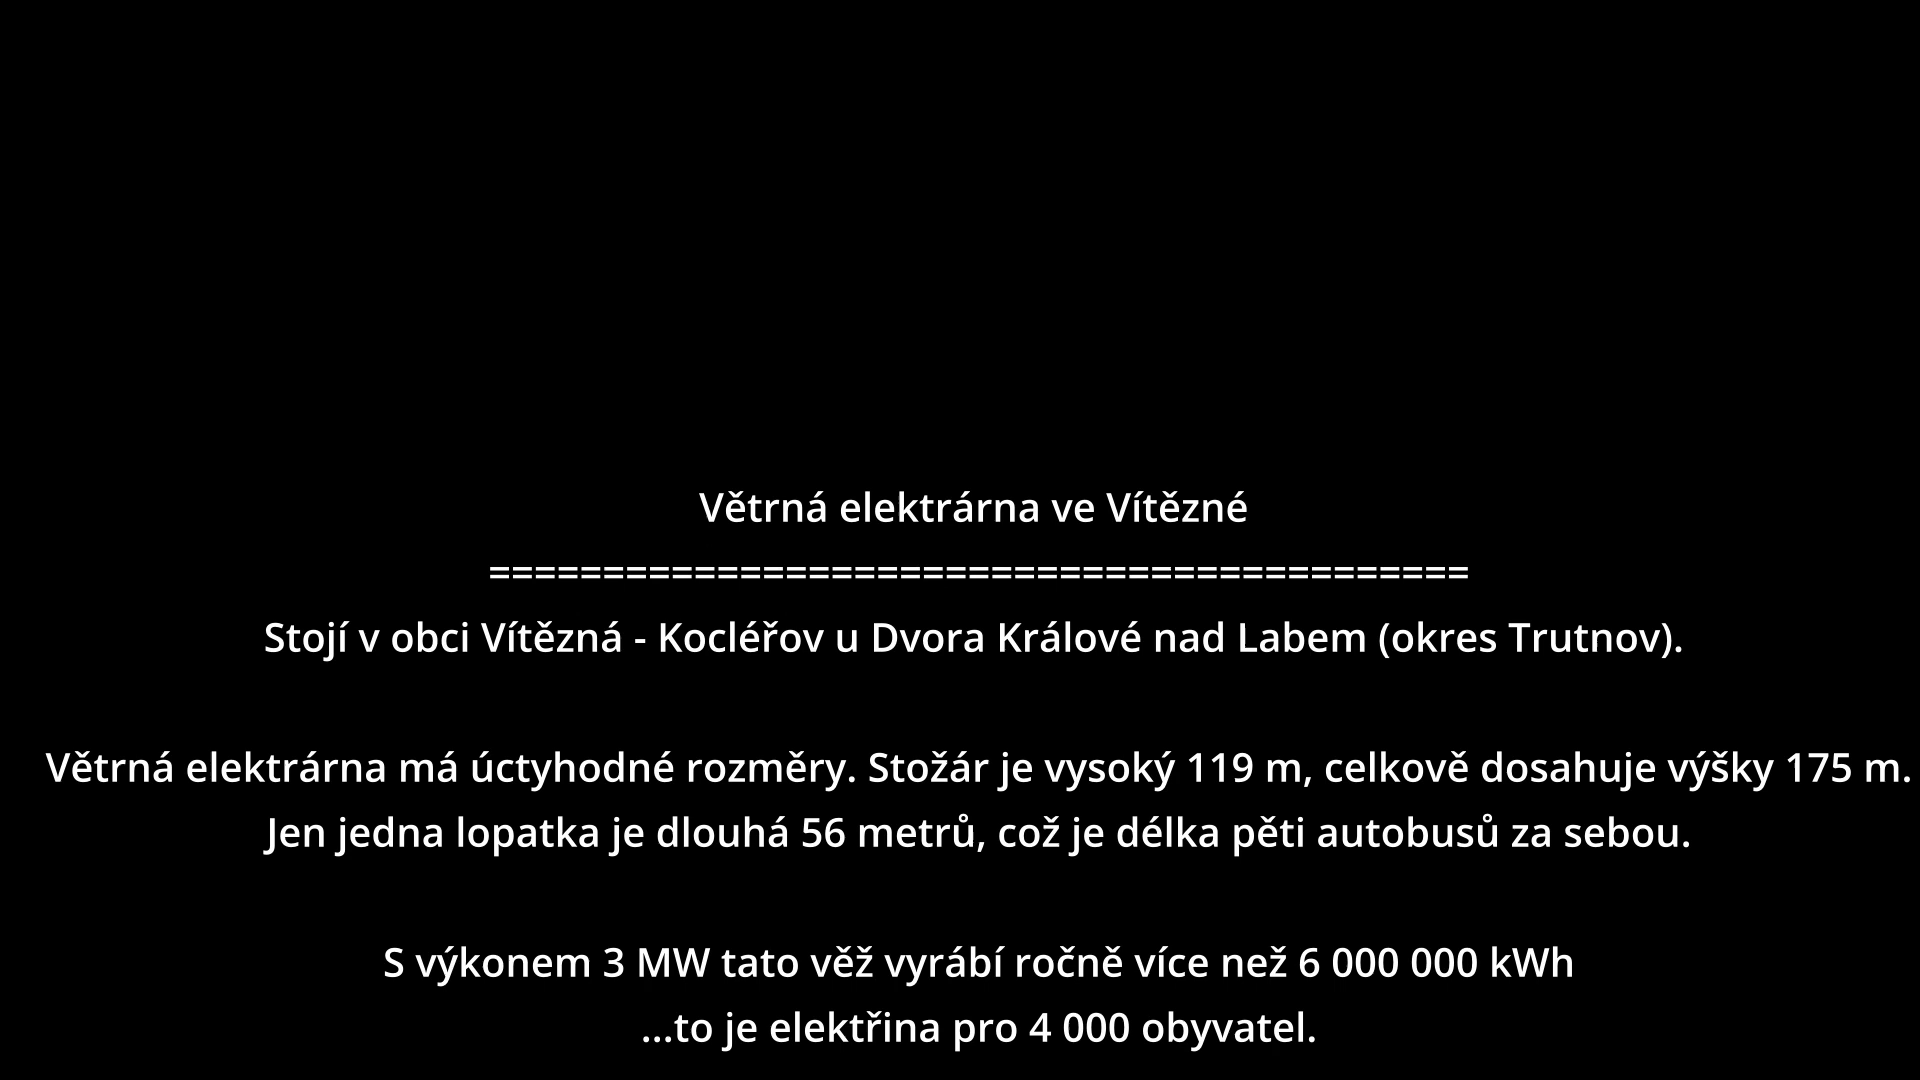 Větrná elektrárna ve Vítězné
===========================================
Stojí v obci Vítězná - Kocléřov u Dvora Králové nad Labem (okres Trutnov).
Větrná elektrárna má úctyhodné rozměry. Stožár je vysoký 119 m, celkově dosahuje výšky 175 m.
Jen jedna lopatka je dlouhá 56 metrů, což je délka pěti autobusů za sebou.
S výkonem 3 MW tato věž vyrábí ročně více než 6 000 000 kWh
...to je elektřina pro 4 000 obyvatel.